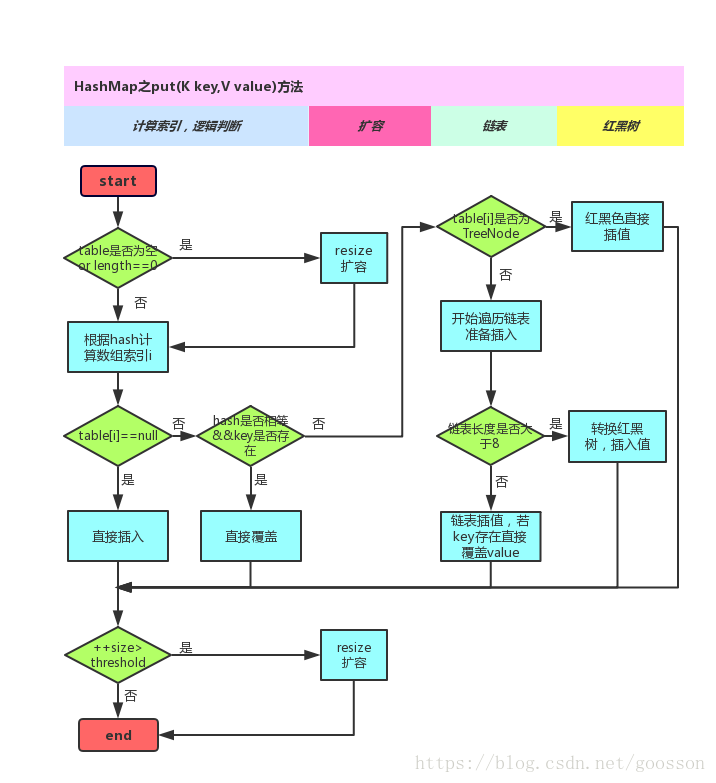 HashMap之put(K key,V value)方法
计算索引，逻辑判断
扩容
链表
红黑树
start
table是否为空
or length==0
是
resize
扩容
否
根据hash计
算数组索引i
table[i]==null
否
hash是否相等
&&key是否存
在
否
是
直接插入
是
直接覆盖
table[i]是否为
TreeNode
是
红黑色直接
插值
否
开始遍历链表
准备插入
链表长度是否大
于8
是
转换红黑
树，插入值
否
链表插值，若
key存在直接
覆盖value
++size>
threshold
是
resize
扩容
否
end
https://blog.csdn.net/goosson